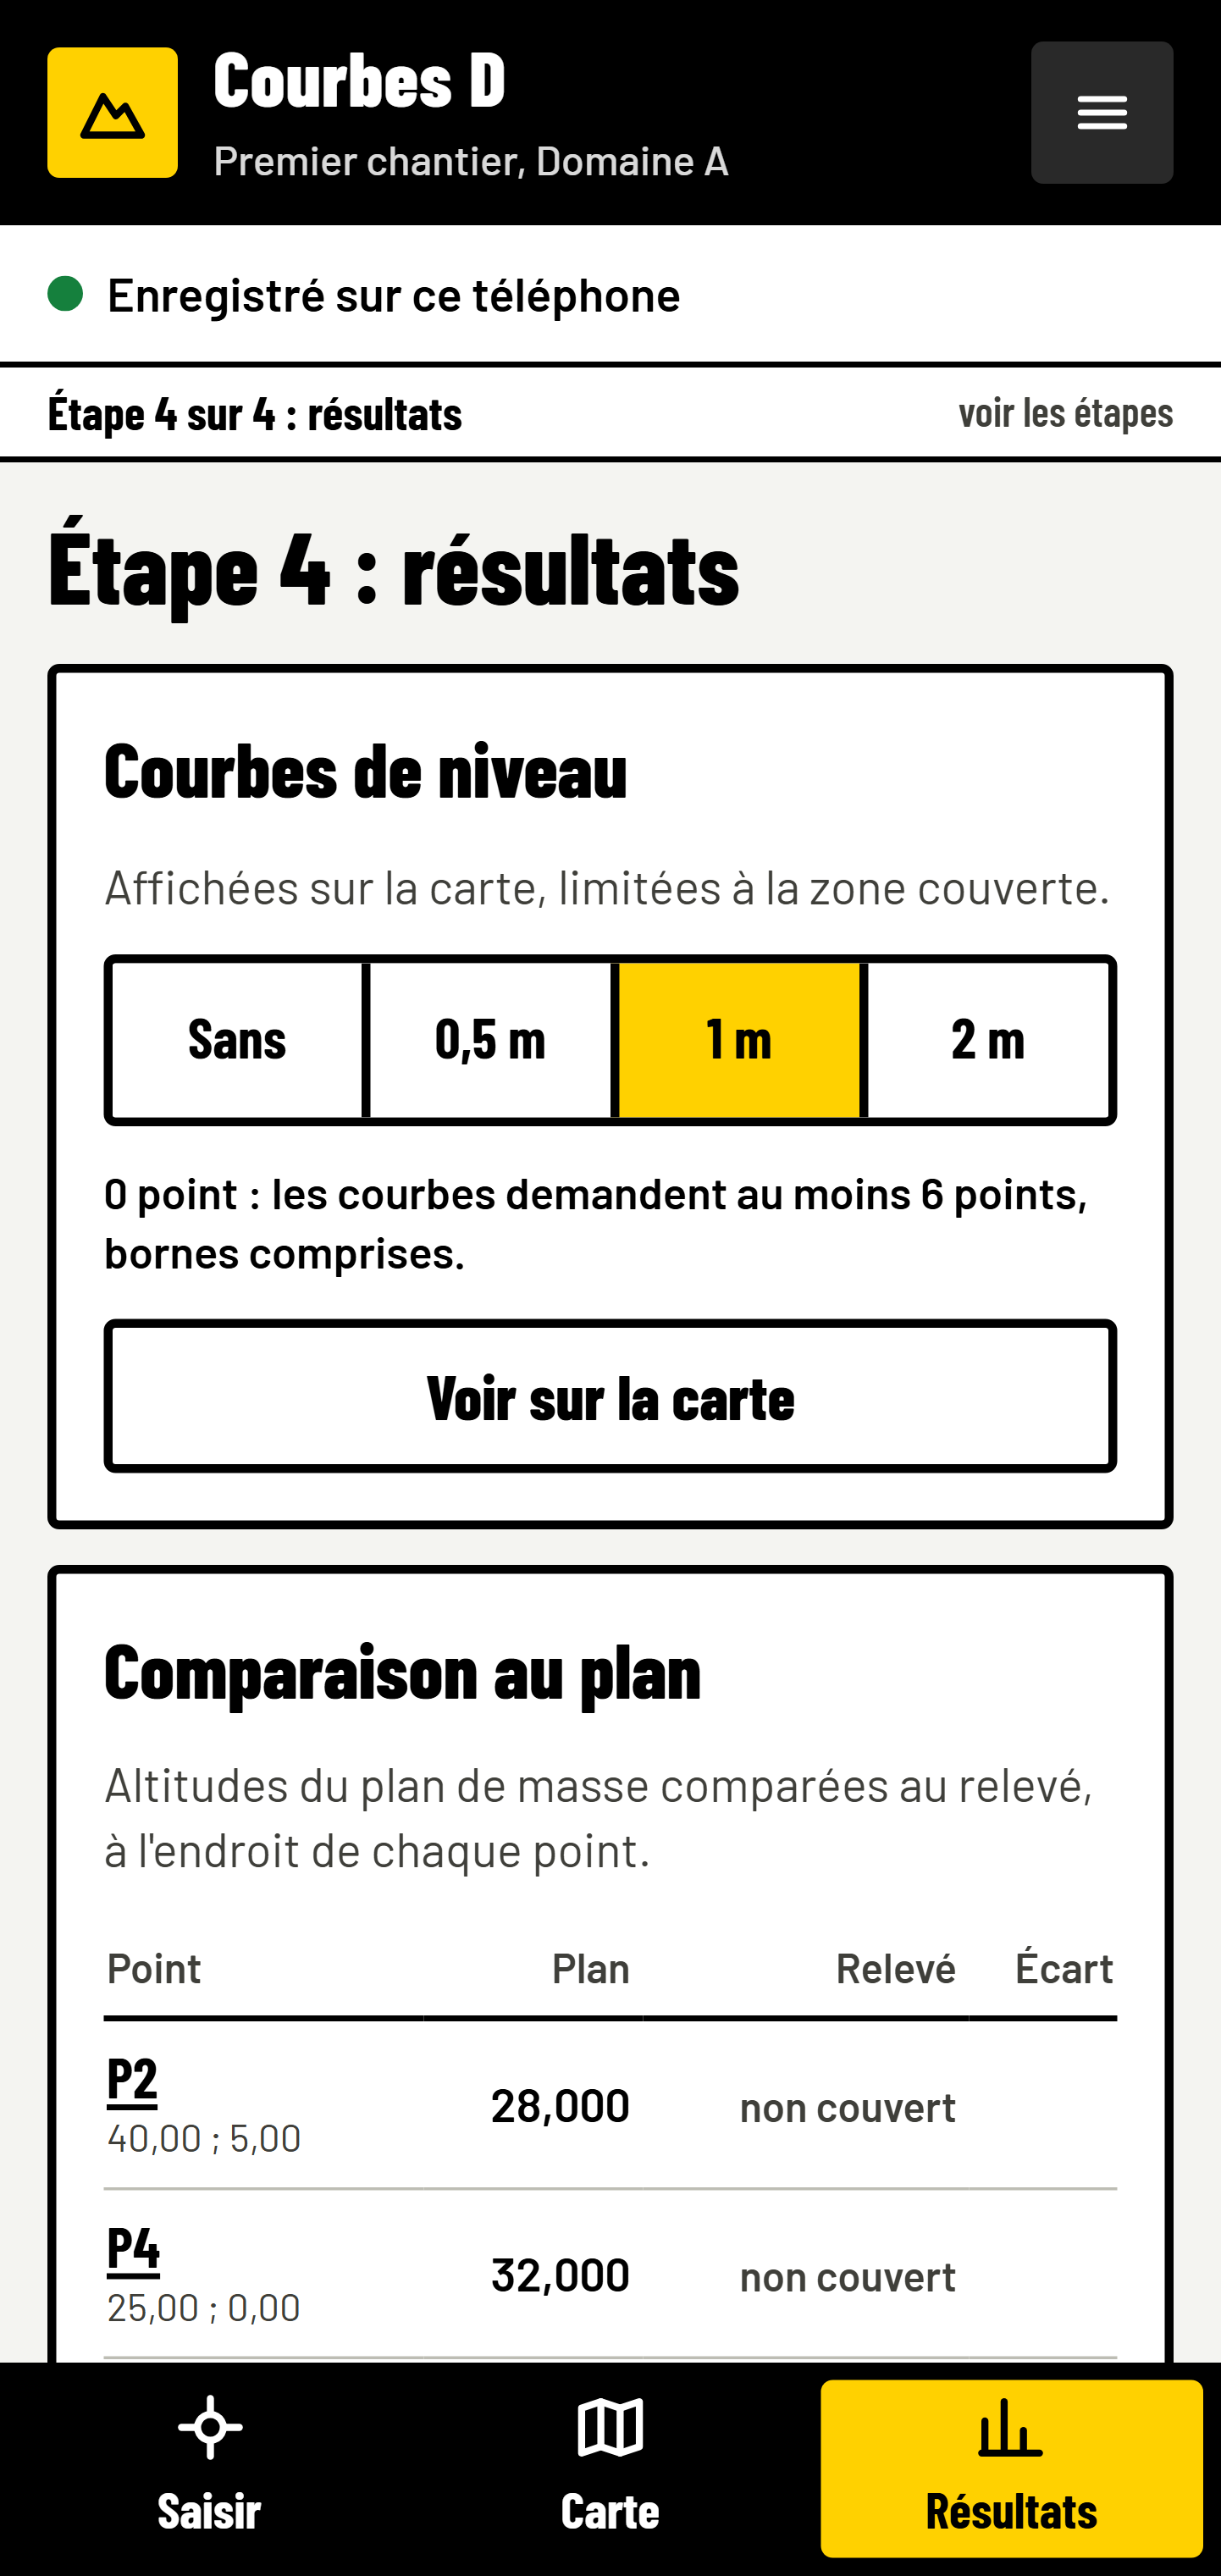 Courbes D
Premier chantier, Domaine A
Enregistré sur ce téléphone
Étape 4 sur 4 : résultats
voir les étapes
Étape 4 : résultats
Courbes de niveau
Affichées sur la carte, limitées à la zone couverte.
Sans 0,5 m 1 m 2 m
0 point : les courbes demandent au moins 6 points,
bornes comprises.
Voir sur la carte
Comparaison au plan
Altitudes du plan de masse comparées au relevé,
à l'endroit de chaque point.
Point Plan Relevé Écart
P2 28,000 non couvert
40,00 ; 5,00
P4 32,000 non couvert
25,00 ; 0,00
Saisir Carte Résultats